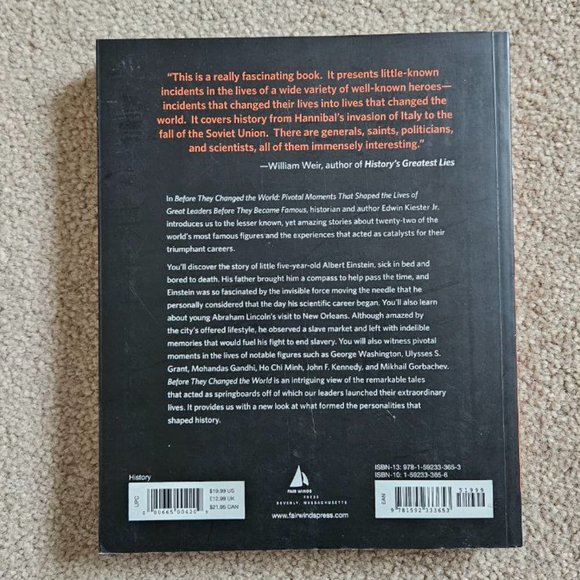 “This is a really fascinating book. It presents little-known
incidents in the lives of a wide variety of well-known heroes—
incidents that changed their lives into lives that changed the
world. It covers history from Hannibal’s invasion of Italy to the
fall of the Soviet Union. There are generals, saints, politicians,
and scientists, all of them immensely interesting.”
—William Weir, author of History’s Greatest Lies
In Before They Changed the World: Pivotal Moments That Shaped the Lives of
Great Leaders Before They Became Famous, historian and author Edwin Kiester Jr.
introduces us to the lesser known, yet amazing stories about twenty-two of the
world’s most famous figures and the experiences that acted as catalysts for their
triumphant careers.
You’ll discover the story of little five-year-old Albert Einstein, sick in bed and
bored to death. His father brought him a compass to help pass the time, and
Einstein was so fascinated by the invisible force moving the needle that he
personally considered that the day his scientific career began. You’ll also learn
about young Abraham Lincoln’s visit to New Orleans. Although amazed by
the city’s offered lifestyle, he observed a slave market and left with indelible
memories that would fuel his fight to end slavery. You will also witness pivotal
moments in the lives of notable figures such as George Washington, Ulysses S.
Grant, Mohandas Gandhi, Ho Chi Minh, John F. Kennedy, and Mikhail Gorbachev.
Before They Changed the World is an intriguing view of the remarkable tales
that acted as springboards off of which our leaders launched their extraordinary
lives. It provides us with a new look at what formed the personalities that
shaped history.
History
UPC
$19.99 US
£12.99 UK
$21.95 CAN
0 00665 00420 9
FAIR WINDS
PRESS
BEVERLY, MASSACHUSETTS
www.fairwindspress.com
ISBN-13: 978-1-59233-365-3
ISBN-10: 1-59233-365-6
EAN
51999
9 781592 333653